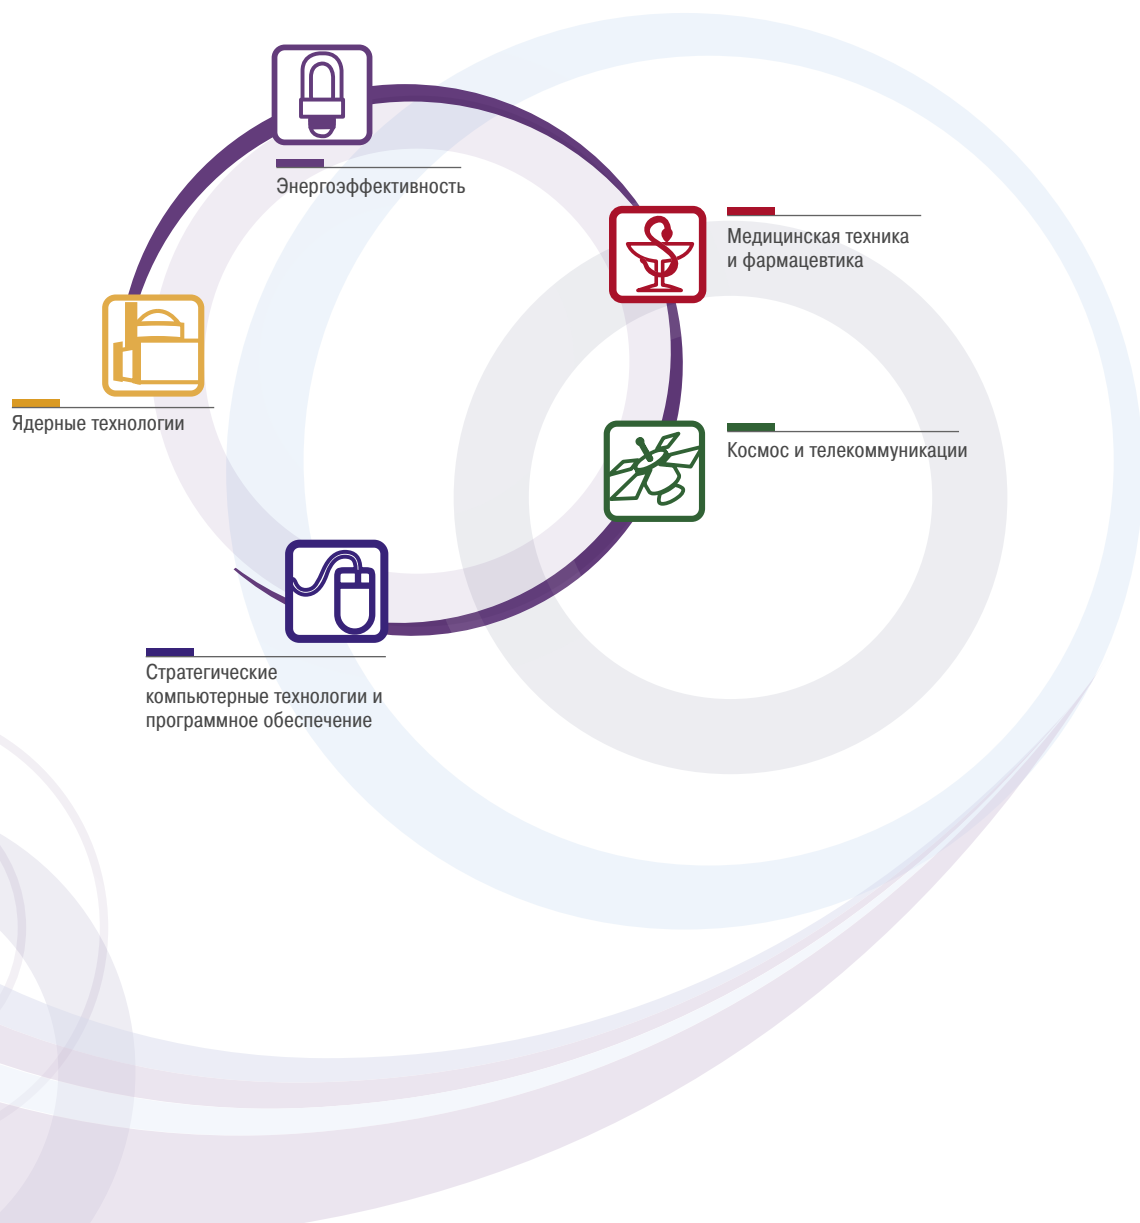 Энергоэффективность
Медицинская техника
и фармацевтика
Ядерные технологии
Космос и телекоммуникации
Стратегические
компьютерные технологии и
программное обеспечение